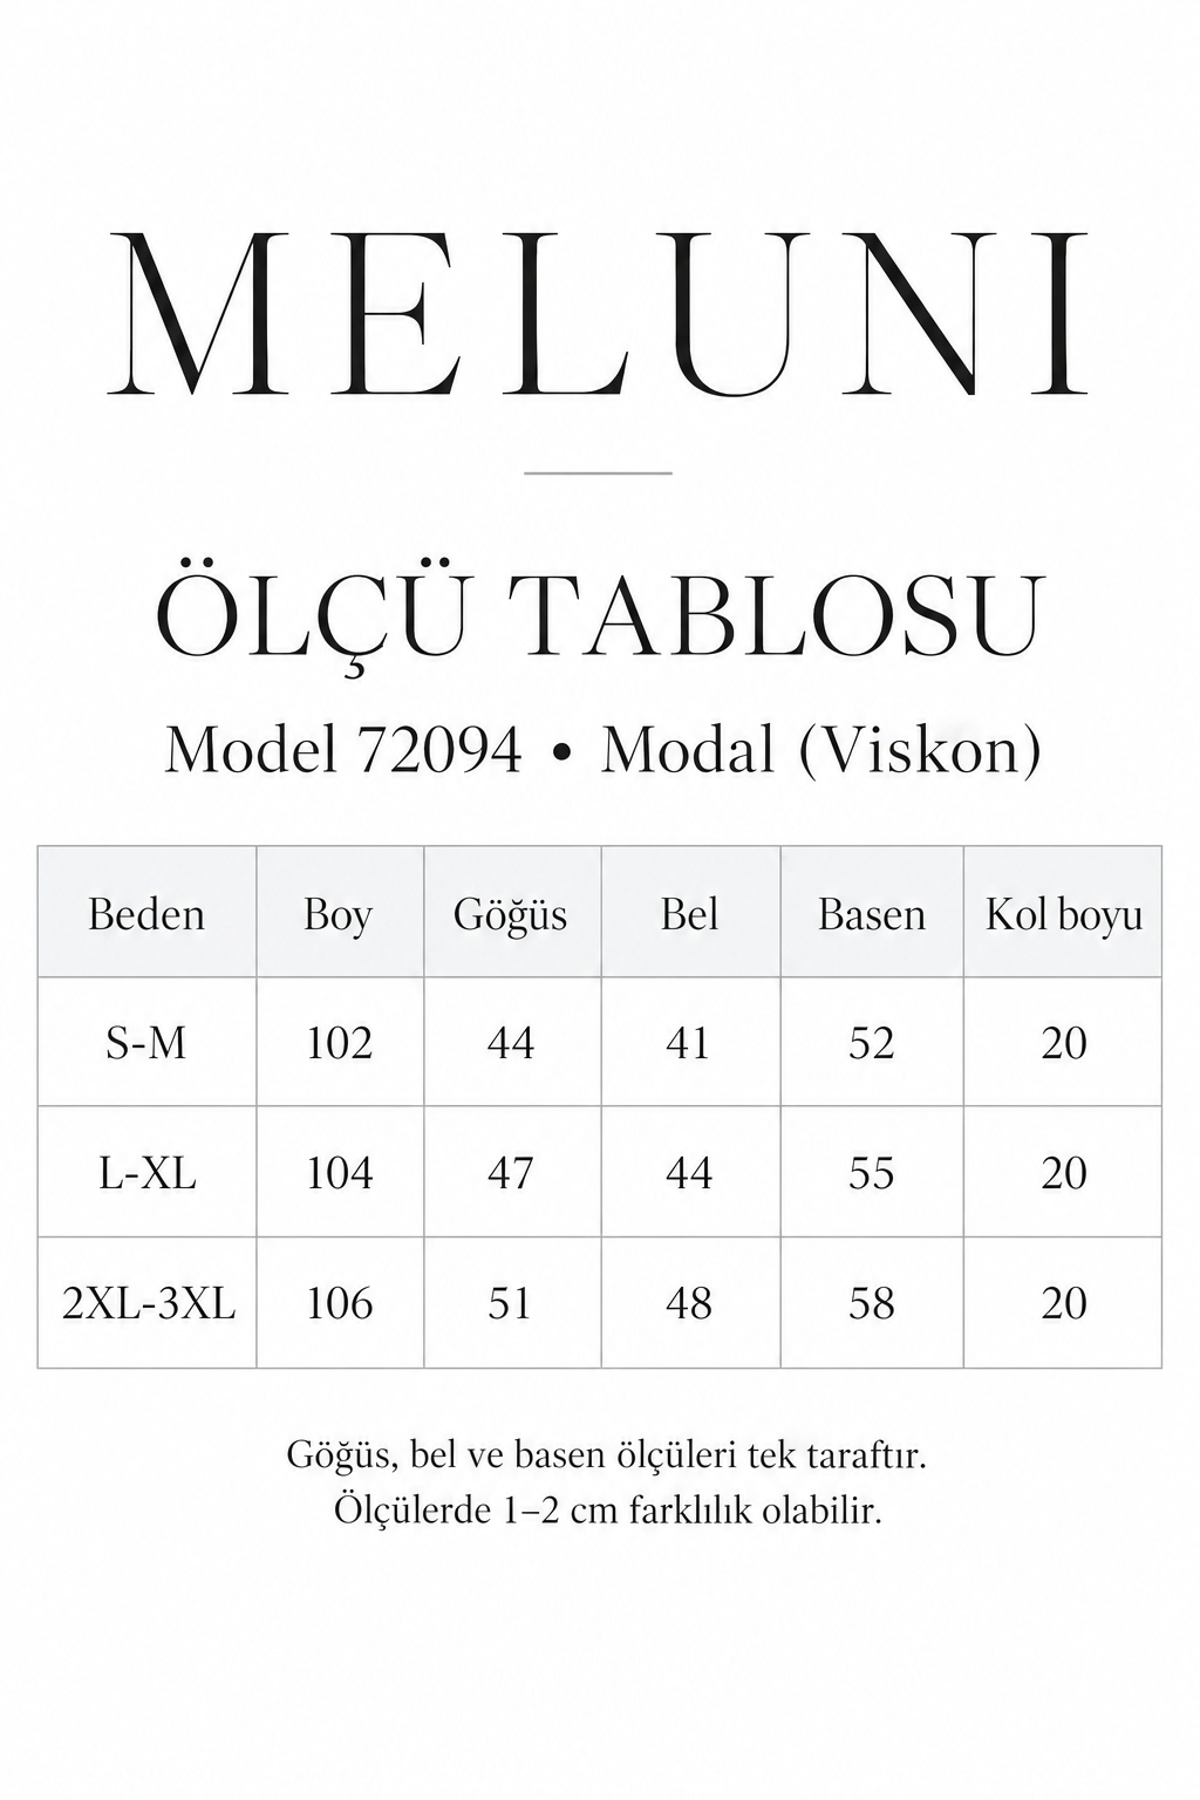 MELUNI
ÖLÇÜ TABLOSU
Model 72094 • Modal (Viskon)
Beden Boy Göğüs Bel Basen Kol boyu
S-M 102 44 41 52 20
L-XL 104 47 44 55 20
2XL-3XL 106 51 48 58 20
Göğüs, bel ve basen ölçüleri tek taraftır.
Ölçülerde 1–2 cm farklılık olabilir.